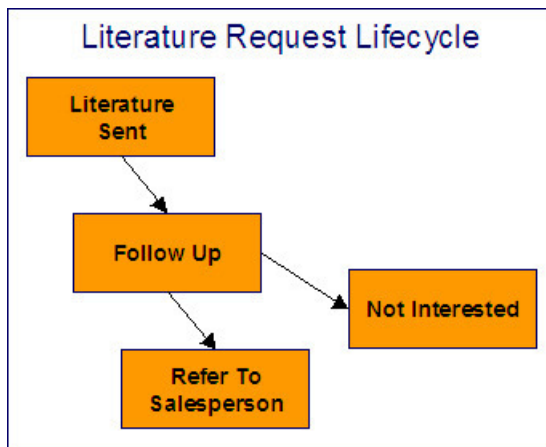 Literature Request Lifecycle
Literature
Sent
Follow Up
Not Interested
Refer To
Salesperson